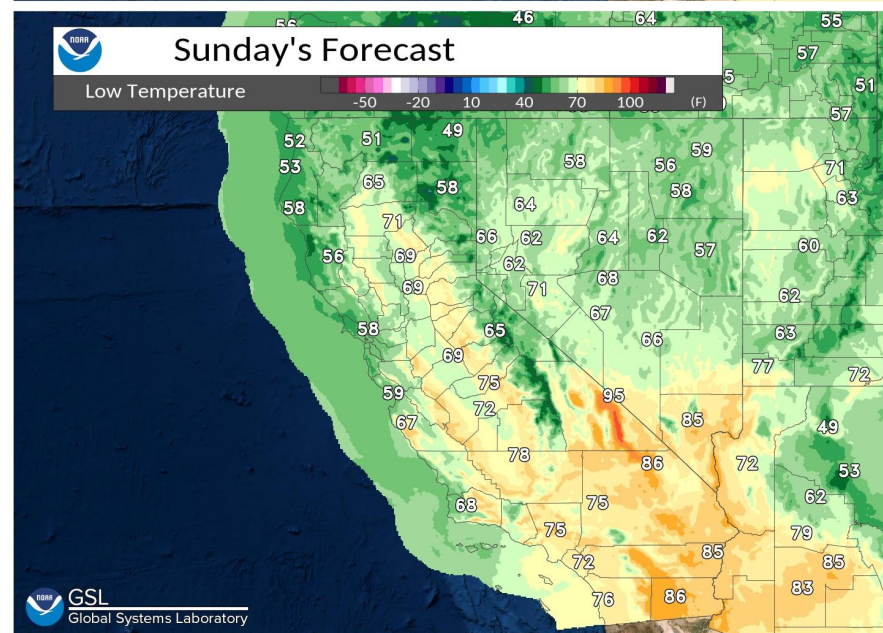 56 46 64 55
NOAA
Sunday's Forecast
57
Low Temperature
-50 -20 10 40 70 100 (F)
51
57
52 51 49 59
53 58 56 71
65 58 58 63
58 64
71 66 62 64 62 57 60
56 69 62
69 71 68 62
67
58 65 66 63
69 77 72
75
59 72 95 85 49
67
78 86 72 53
68 75 62
75 79
72 85 85
76 86 83
NOAA
GSL
Global Systems Laboratory